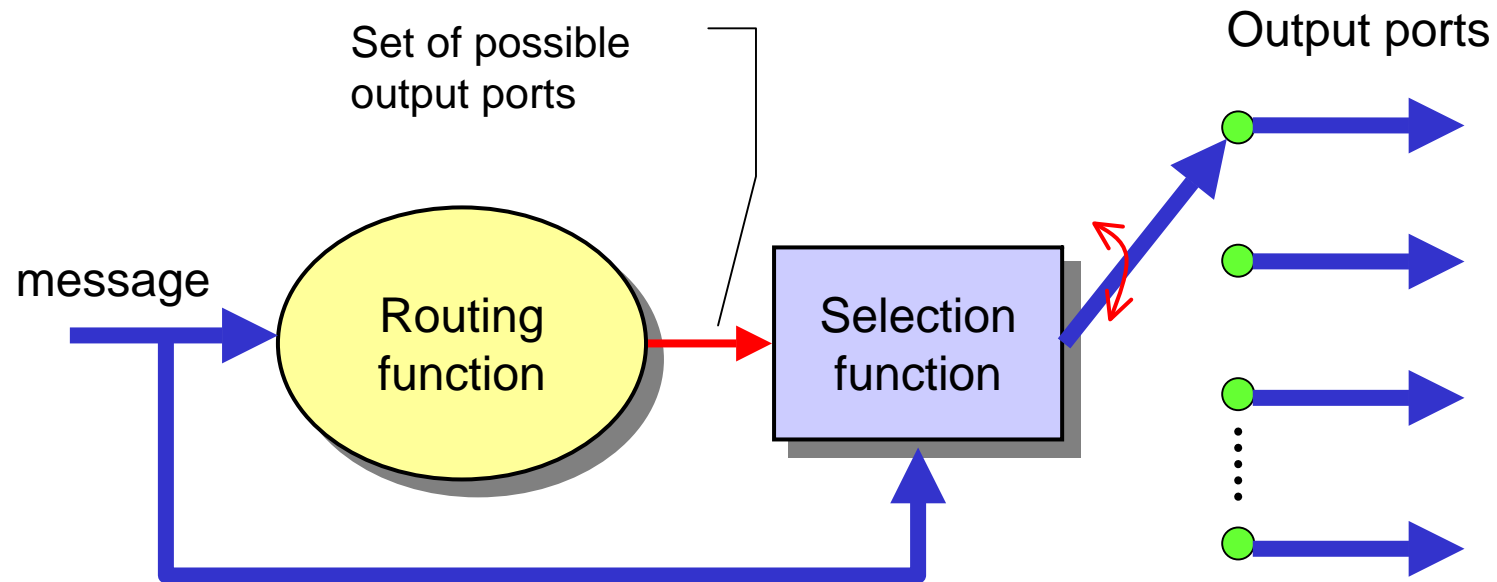 Set of possible
output ports
Output ports
message
Routing
function
Selection
function